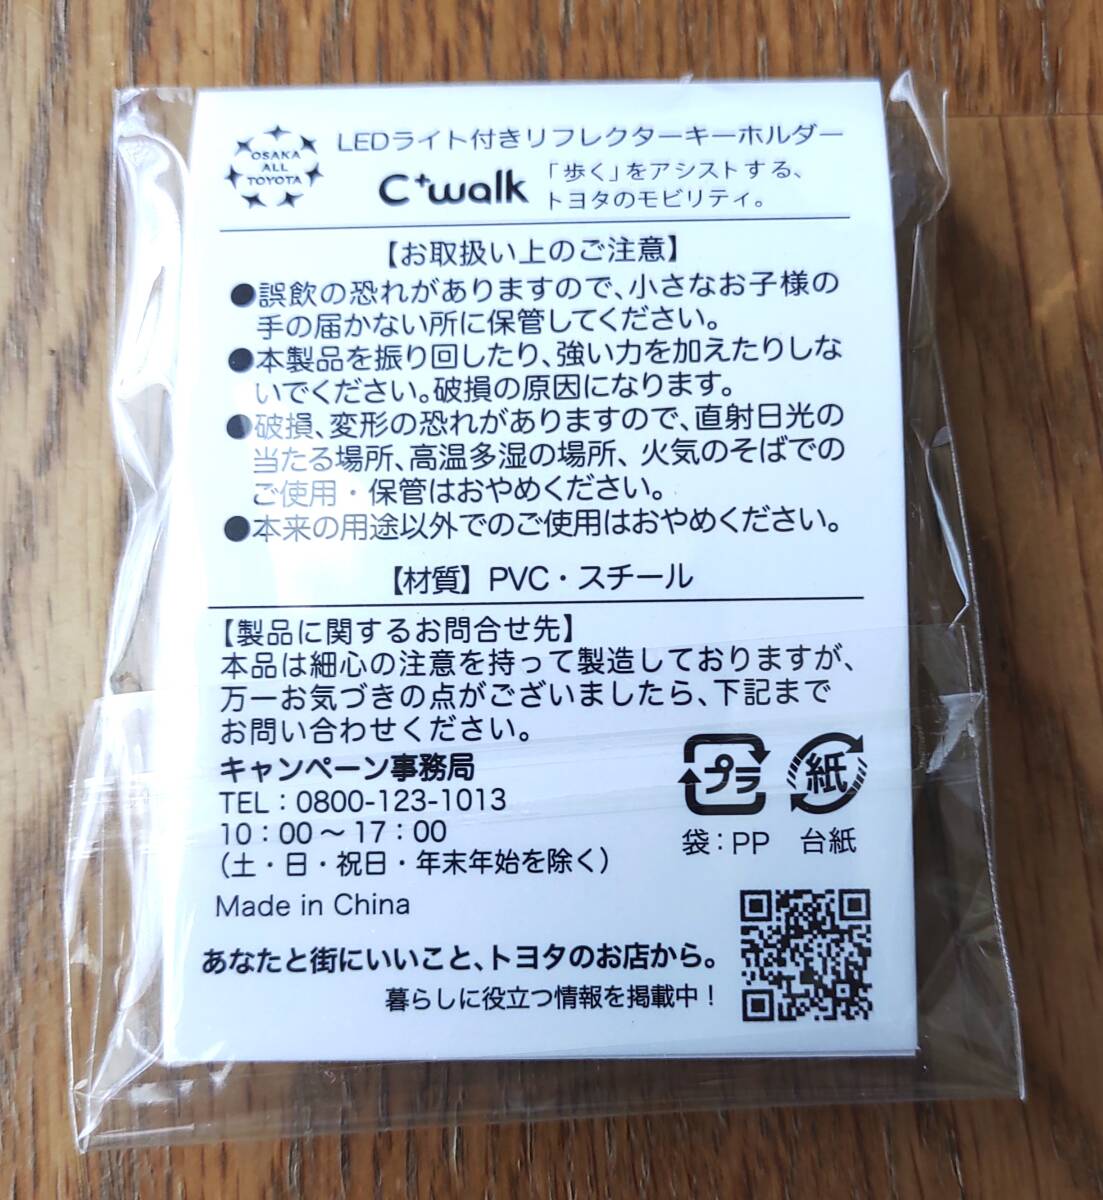 OSAKA
ALL
TOYOTA
LEDライト付きリフレクターキーホルダー
C+walk
「歩く」をアシストする、
トヨタのモビリティ。
【お取扱い上のご注意】
●誤飲の恐れがありますので、小さなお子様の
手の届かない所に保管してください。
●本製品を振り回したり、強い力を加えたりしな
いでください。破損の原因になります。
●破損、変形の恐れがありますので、直射日光の
当たる場所、高温多湿の場所、火気のそばでの
ご使用・保管はおやめください。
●本来の用途以外でのご使用はおやめください。
【材質】PVC・スチール
【製品に関するお問合せ先】
本品は細心の注意を持って製造しておりますが、
万一お気づきの点がございましたら、下記まで
お問い合わせください。
キャンペーン事務局
TEL：0800-123-1013
10：00～17：00
（土・日・祝日・年末年始を除く）
Made in China
プラ
袋：PP
紙
台紙
あなたと街にいいこと、トヨタのお店から。
暮らしに役立つ情報を掲載中！